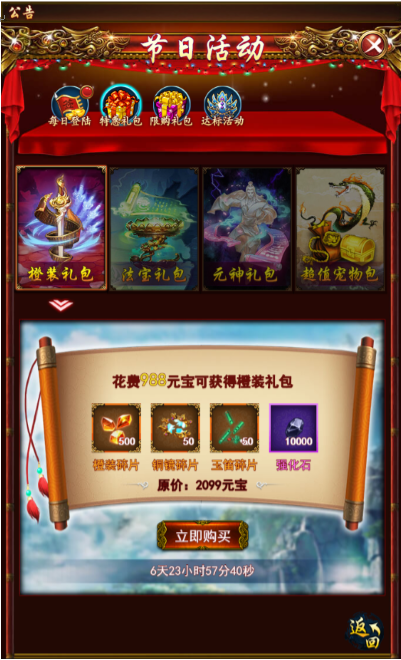 公告
节日活动
每日登陆 特惠礼包 限购礼包 达标活动
橙装礼包 法宝礼包 元神礼包 超值宠物包
花费988元宝可获得橙装礼包
500 50 50 10000
橙装碎片 铜镜碎片 玉笛碎片 强化石
原价：2099元宝
立即购买
6天23小时57分40秒
返回